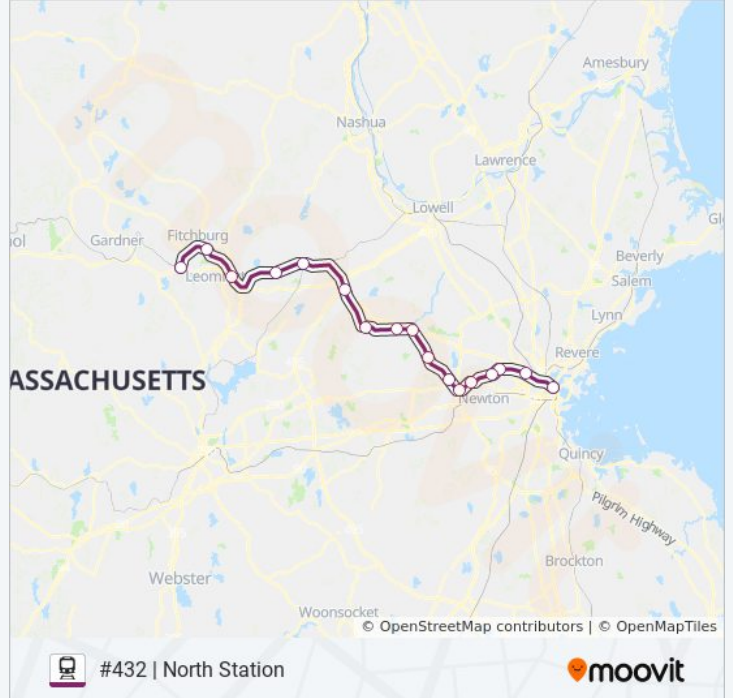 Amesbury
Nashua
Lawrence
Lowell
Fitchburg
Gardner
Beverly
Salem
Lynn
Revere
ASSACHUSETTS
Newton
Quincy
Pilgrim Highway
Brockton
Webster
Woonsocket
© OpenStreetMap contributors | © OpenMapTiles
#432 | North Station
moovit